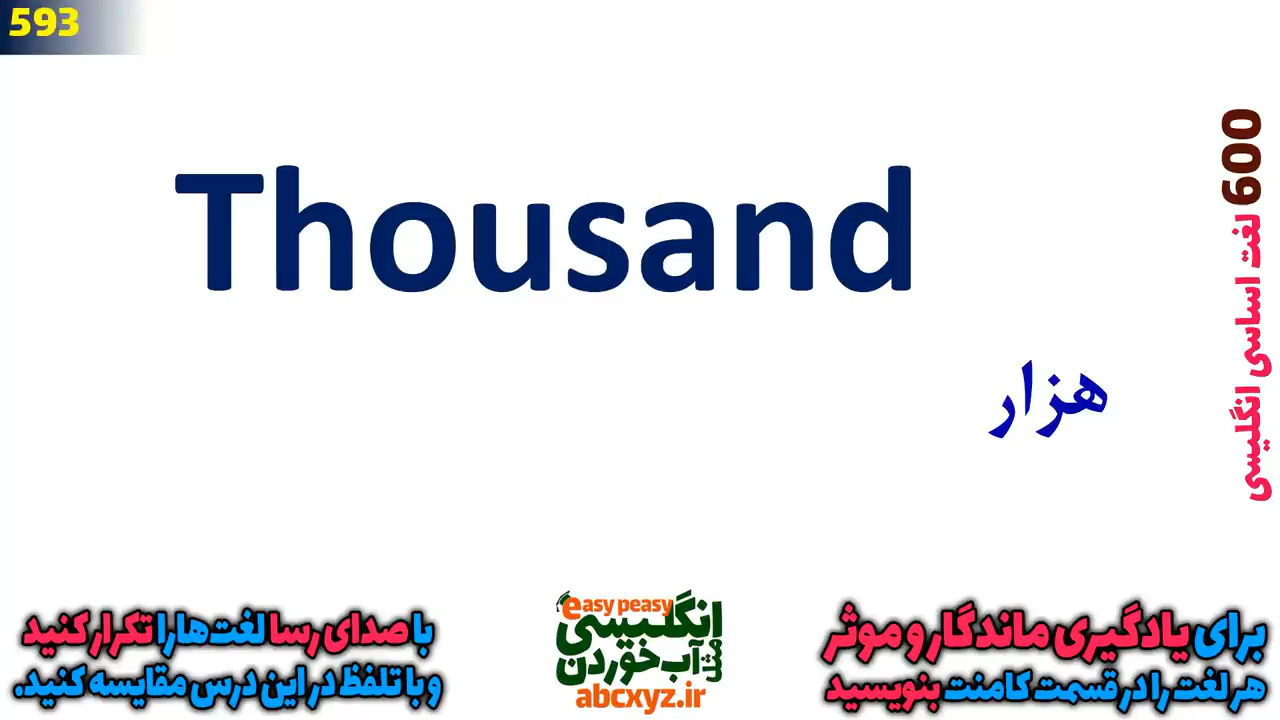 593
Thousand
هزار
600 لغت اساسی انگلیسی
با صدای رسا لغت‌ها را تکرار کنید
و با تلفظ در این درس مقایسه کنید.
easy peasy
انگلیسی
مثل آب خوردن
abcxyz.ir
برای یادگیری ماندگار و موثر
هر لغت را در قسمت کامنت بنویسید